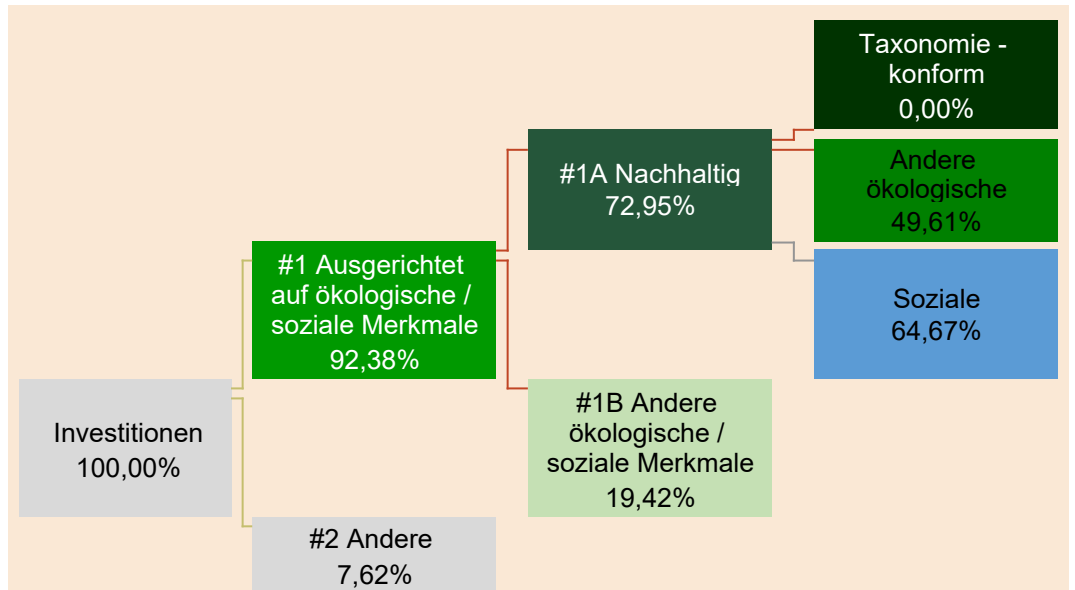 Investitionen
100,00%
#1 Ausgerichtet
auf ökologische /
soziale Merkmale
92,38%
#2 Andere
7,62%
#1A Nachhaltig
72,95%
#1B Andere
ökologische /
soziale Merkmale
19,42%
Taxonomie -
konform
0,00%
Andere
ökologische
49,61%
Soziale
64,67%